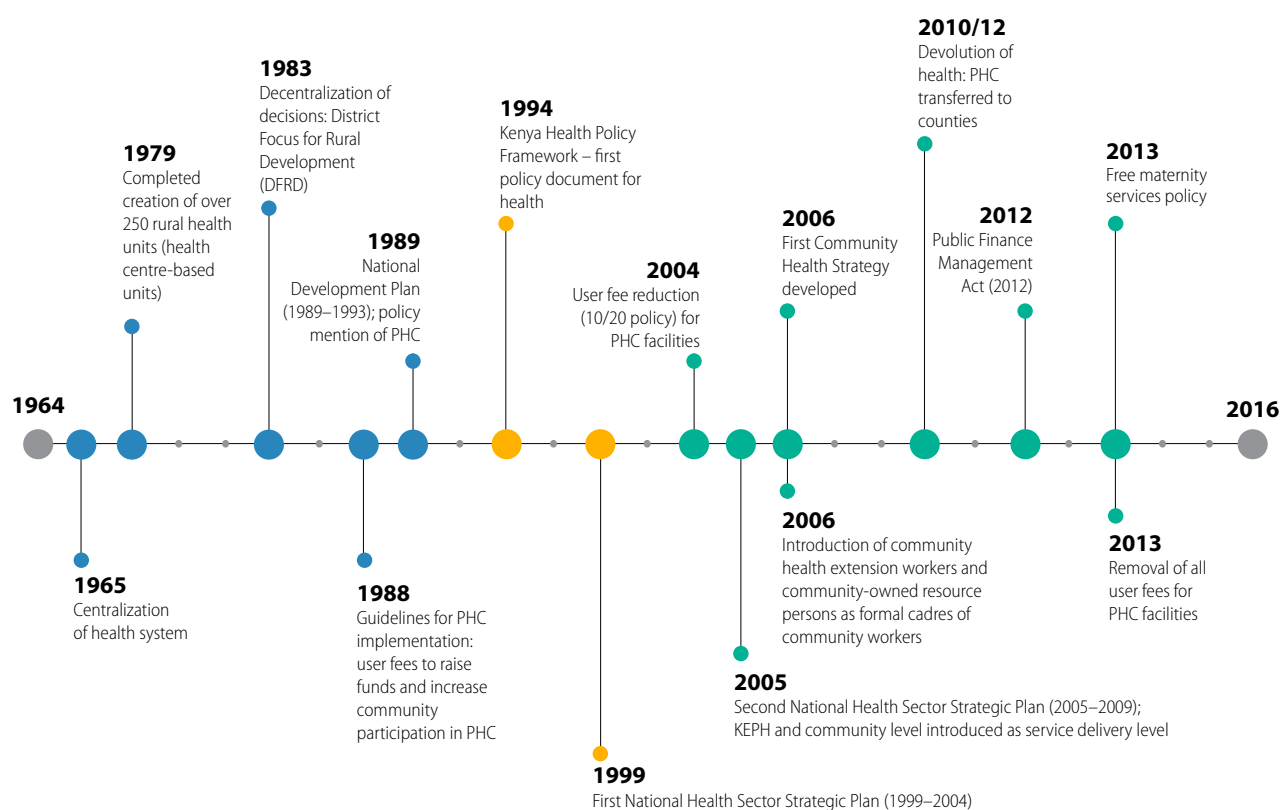 1964
1965
Centralization
of health system
1979
Completed
creation of over
250 rural health
units (health
centre-based
units)
1983
Decentralization of
decisions: District
Focus for Rural
Development
(DFRD)
1988
Guidelines for PHC
implementation:
user fees to raise
funds and increase
community
participation in PHC
1989
National
Development Plan
(1989–1993); policy
mention of PHC
1994
Kenya Health Policy
Framework – first
policy document for
health
1999
First National Health Sector Strategic Plan (1999–2004)
2004
User fee reduction
(10/20 policy) for
PHC facilities
2005
Second National Health Sector Strategic Plan (2005–2009);
KEPH and community level introduced as service delivery level
2006
First Community
Health Strategy
developed
2006
Introduction of community
health extension workers and
community-owned resource
persons as formal cadres of
community workers
2010/12
Devolution of
health: PHC
transferred to
counties
2012
Public Finance
Management
Act (2012)
2013
Free maternity
services policy
2013
Removal of all
user fees for
PHC facilities
2016